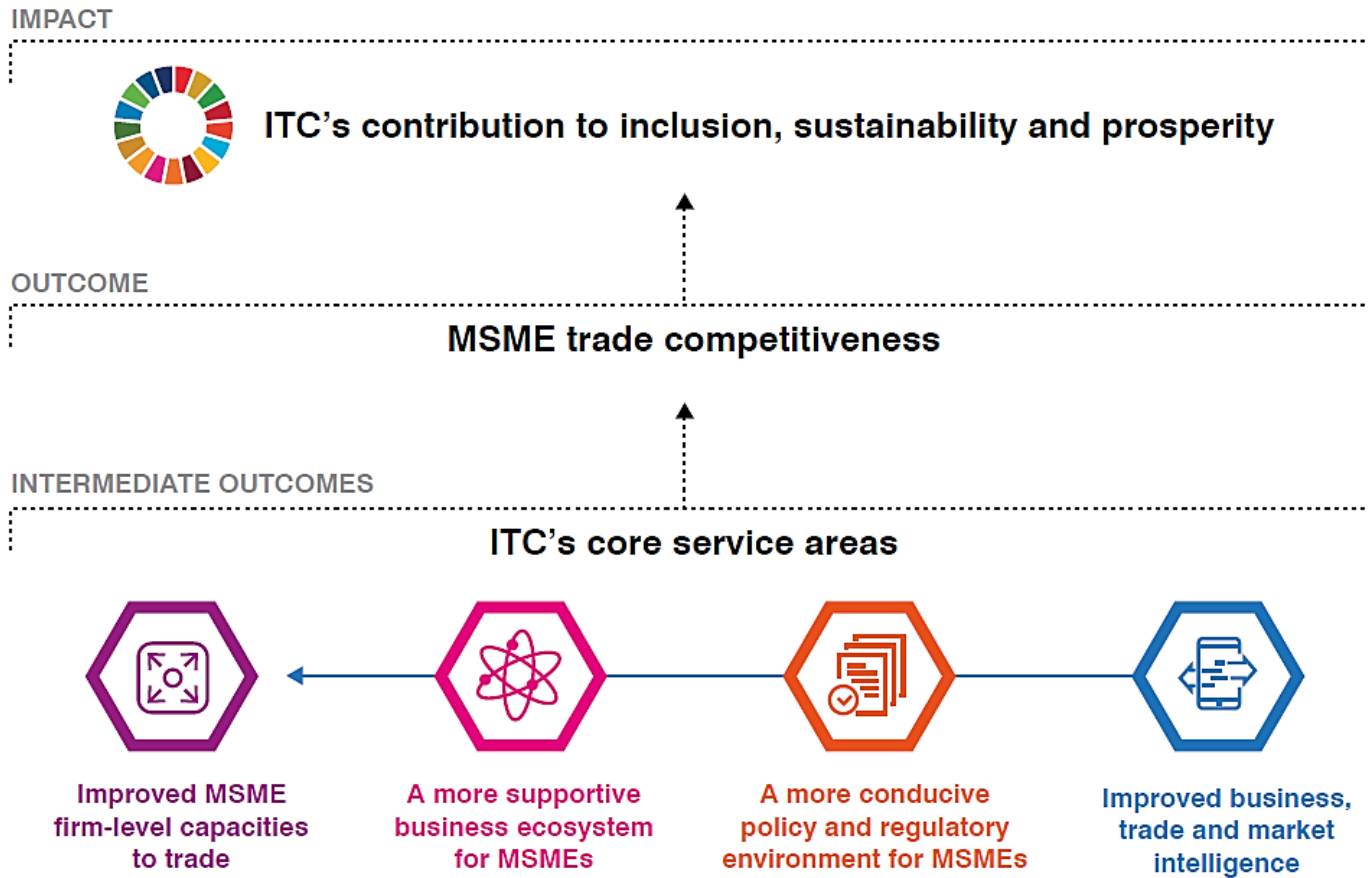 IMPACT
ITC’s contribution to inclusion, sustainability and prosperity
OUTCOME
MSME trade competitiveness
INTERMEDIATE OUTCOMES
ITC’s core service areas
Improved MSME
firm-level capacities
to trade
A more supportive
business ecosystem
for MSMEs
A more conducive
policy and regulatory
environment for MSMEs
Improved business,
trade and market
intelligence